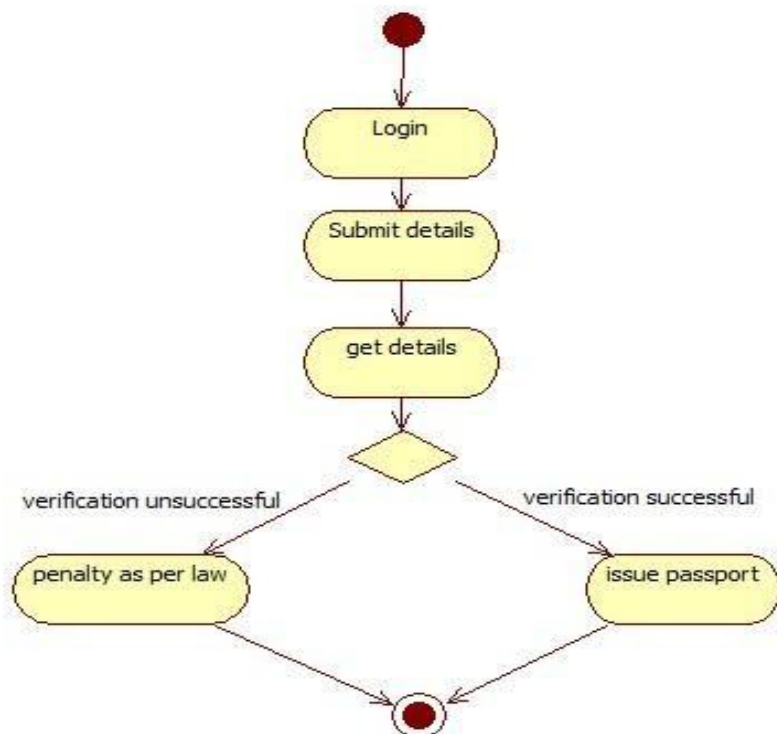 Login
Submit details
get details
verification unsuccessful
verification successful
penalty as per law
issue passport